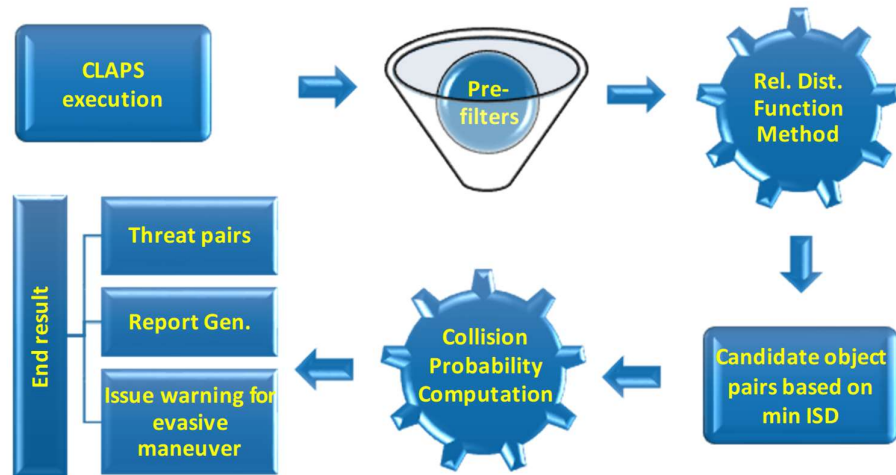 CLAPS
execution
Pre-
filters
Rel. Dist.
Function
Method
Candidate object
pairs based on
min ISD
Collision
Probability
Computation
End result
Threat pairs
Report Gen.
Issue warning for
evasive
maneuver